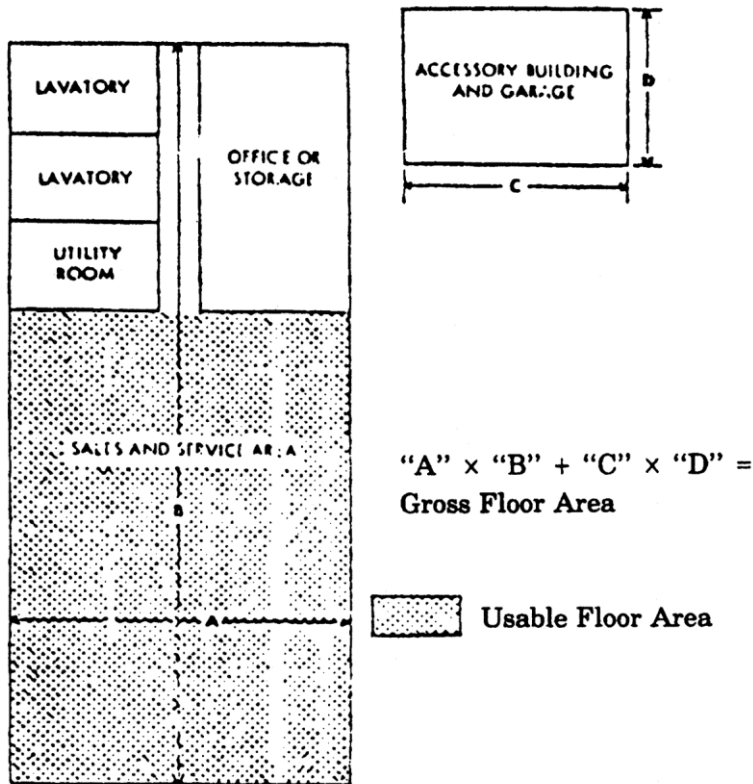 LAVATORY
LAVATORY
UTILITY
ROOM
OFFICE OR
STORAGE
ACCESSORY BUILDING
AND GARAGE
D
C
SALES AND SERVICE AREA
B
A
“A” × “B” + “C” × “D” =
Gross Floor Area
Usable Floor Area